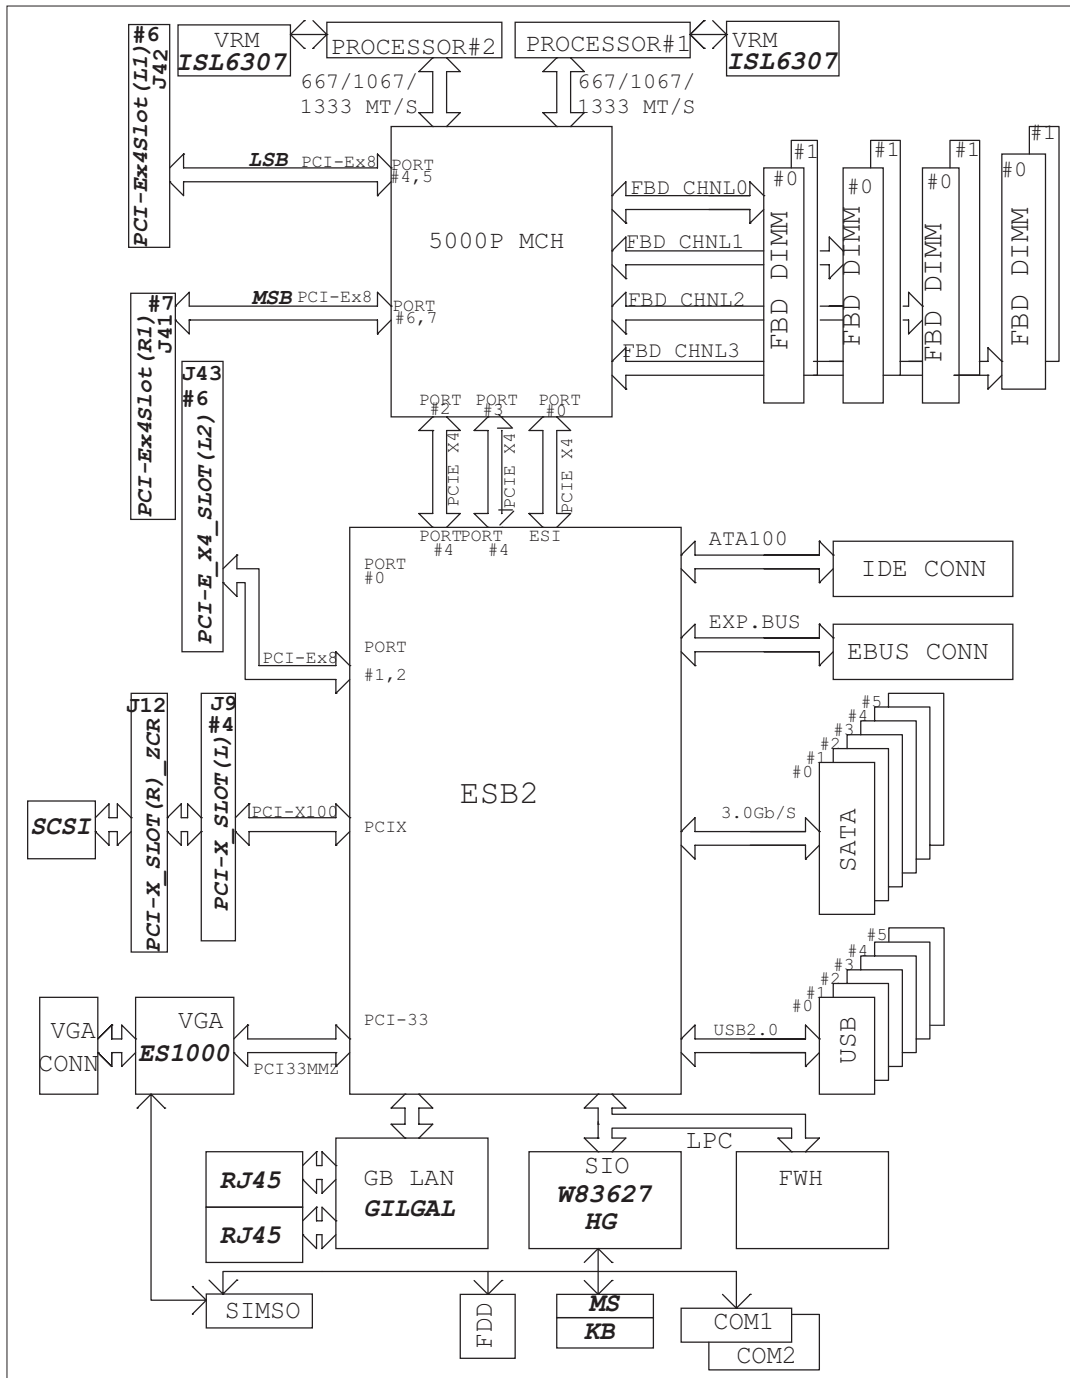 #6
J42
PCI-Ex4Slot(L1)
VRM
ISL6307
PROCESSOR#2
PROCESSOR#1
VRM
ISL6307
667/1067/
1333 MT/S
667/1067/
1333 MT/S
LSB PCI-Ex8
PORT
#4,5
5000P MCH
MSB PCI-Ex8
PORT
#6,7
FBD CHNL0
FBD CHNL1
FBD CHNL2
FBD CHNL3
#1
#0
FBD DIMM
#1
#0
FBD DIMM
#1
#0
FBD DIMM
#1
#0
FBD DIMM
#7
J41
PCI-Ex4Slot(R1)
J43
#6
PCI-E_X4_SLOT(L2)
PORT
#2
PORT
#3
PORT
#0
PCIE X4
PCIE X4
PCIE X4
PORT
#4
PORT
#4
ESI
PORT
#0
PORT
#1,2
PCI-Ex8
ATA100
IDE CONN
EXP.BUS
EBUS CONN
J12
PCI-X_SLOT(R)_ZCR
J9
#4
PCI-X_SLOT(L)
SCSI
PCI-X100
PCIX
ESB2
3.0Gb/S
#0
#1
#2
#3
#4
#5
SATA
USB2.0
#0
#1
#2
#3
#4
#5
USB
VGA
CONN
VGA
ES1000
PCI-33
PCI33MMZ
RJ45
RJ45
GB LAN
GILGAL
LPC
SIO
W83627
HG
FWH
SIMSO
FDD
MS
KB
COM1
COM2